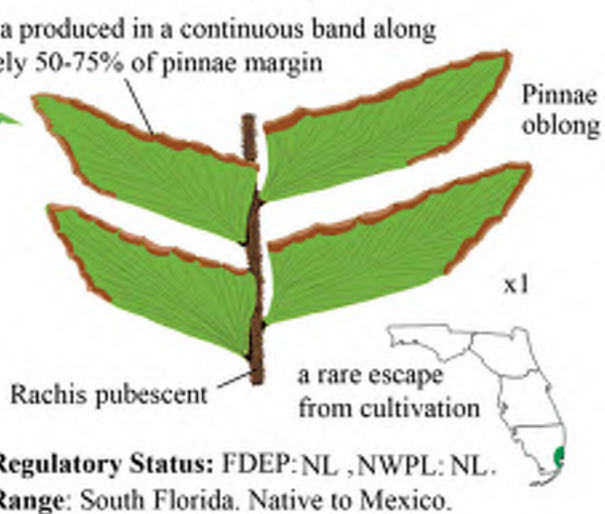 a produced in a continuous band along
ely 50-75% of pinnae margin
Pinnae
oblong
x1
a rare escape
from cultivation
Rachis pubescent
Regulatory Status: FDEP: NL , NWPL: NL.
Range: South Florida. Native to Mexico.